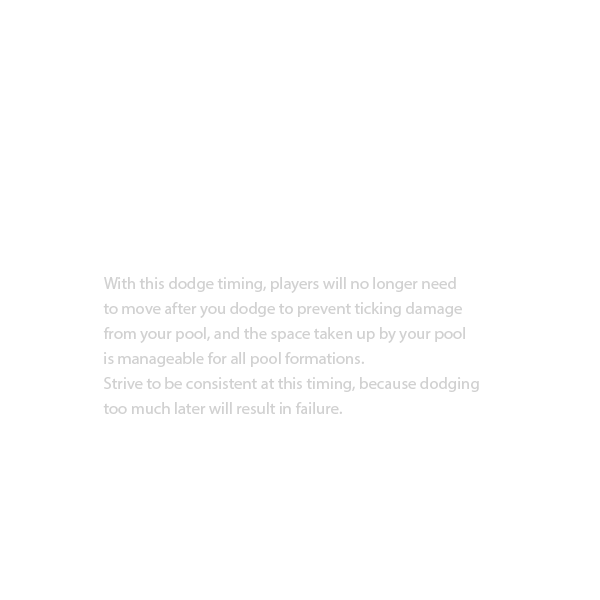 With this dodge timing, players will no longer need
to move after you dodge to prevent ticking damage
from your pool, and the space taken up by your pool
is manageable for all pool formations.
Strive to be consistent at this timing, because dodging
too much later will result in failure.